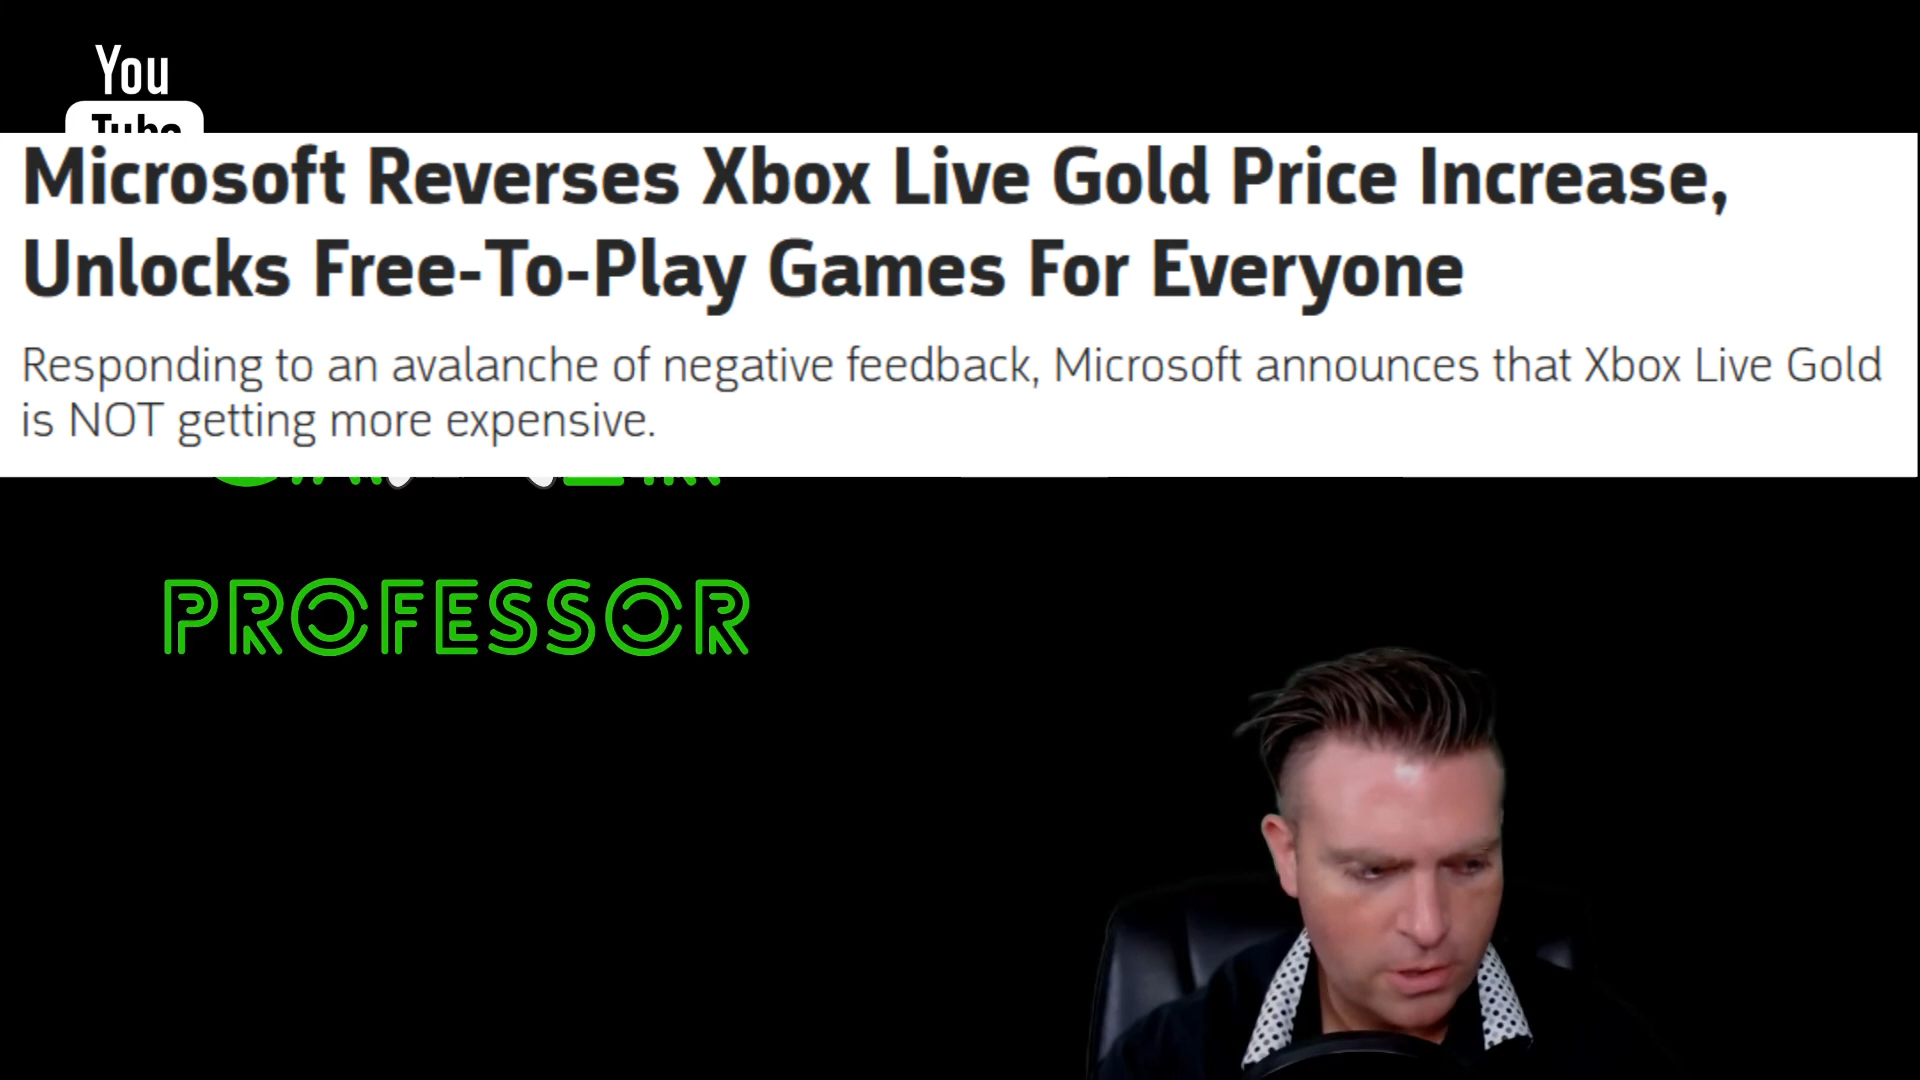 You
Tube
Microsoft Reverses Xbox Live Gold Price Increase,
Unlocks Free-To-Play Games For Everyone
Responding to an avalanche of negative feedback, Microsoft announces that Xbox Live Gold
is NOT getting more expensive.
PROFESSOR